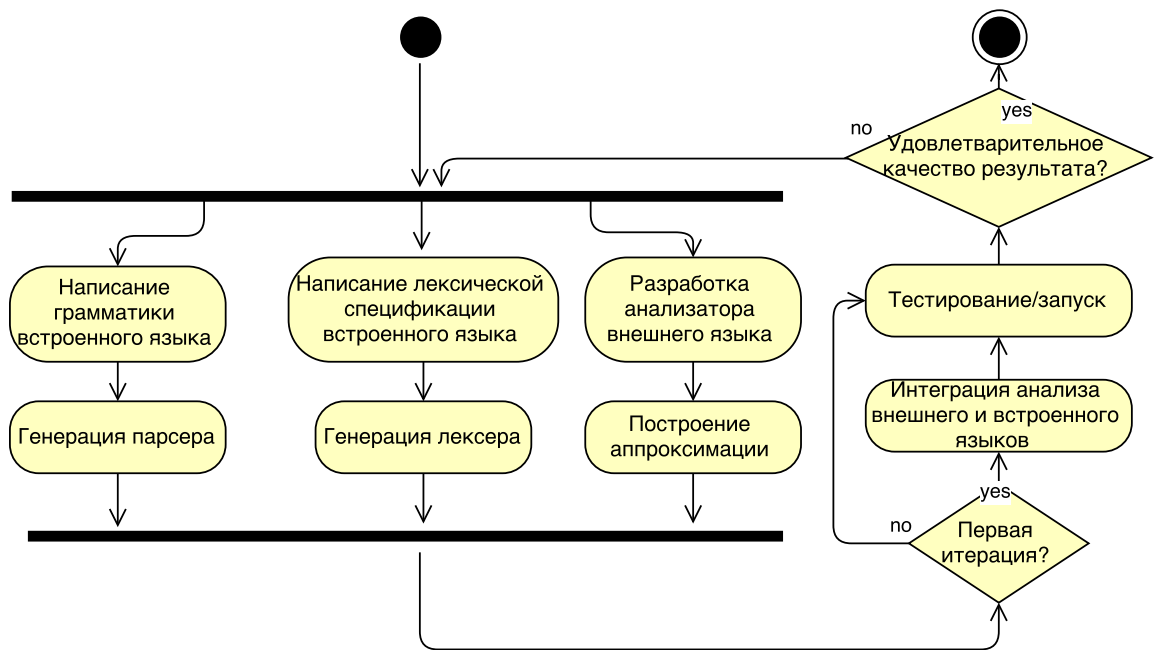 yes
no
Удовлетварительное
качество результата?
Написание
грамматики
встроенного языка
Написание лексической
спецификации
встроенного языка
Разработка
анализатора
внешнего языка
Тестирование/запуск
Генерация парсера
Генерация лексера
Построение
аппроксимации
Интеграция анализа
внешнего и встроенного
языков
yes
no
Первая
итерация?